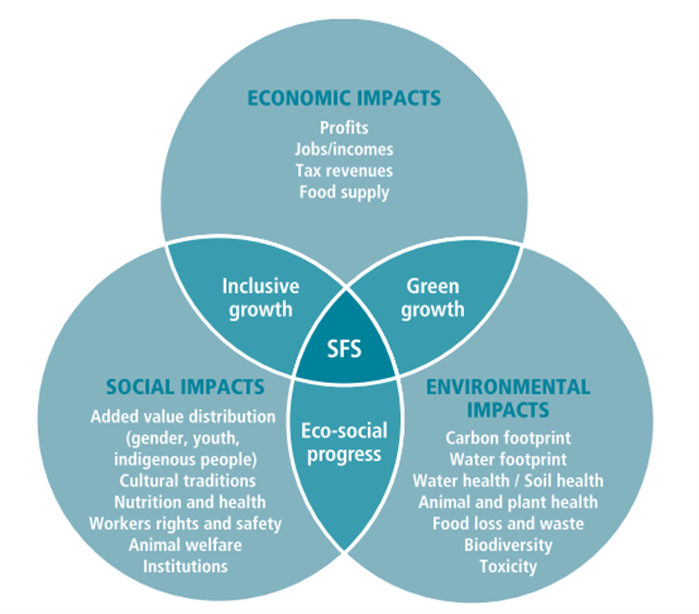 ECONOMIC IMPACTS
Profits
Jobs/incomes
Tax revenues
Food supply
Inclusive
growth
Green
growth
SFS
SOCIAL IMPACTS
Added value distribution
(gender, youth,
indigenous people)
Cultural traditions
Nutrition and health
Workers rights and safety
Animal welfare
Institutions
Eco-social
progress
ENVIRONMENTAL
IMPACTS
Carbon footprint
Water footprint
Water health / Soil health
Animal and plant health
Food loss and waste
Biodiversity
Toxicity